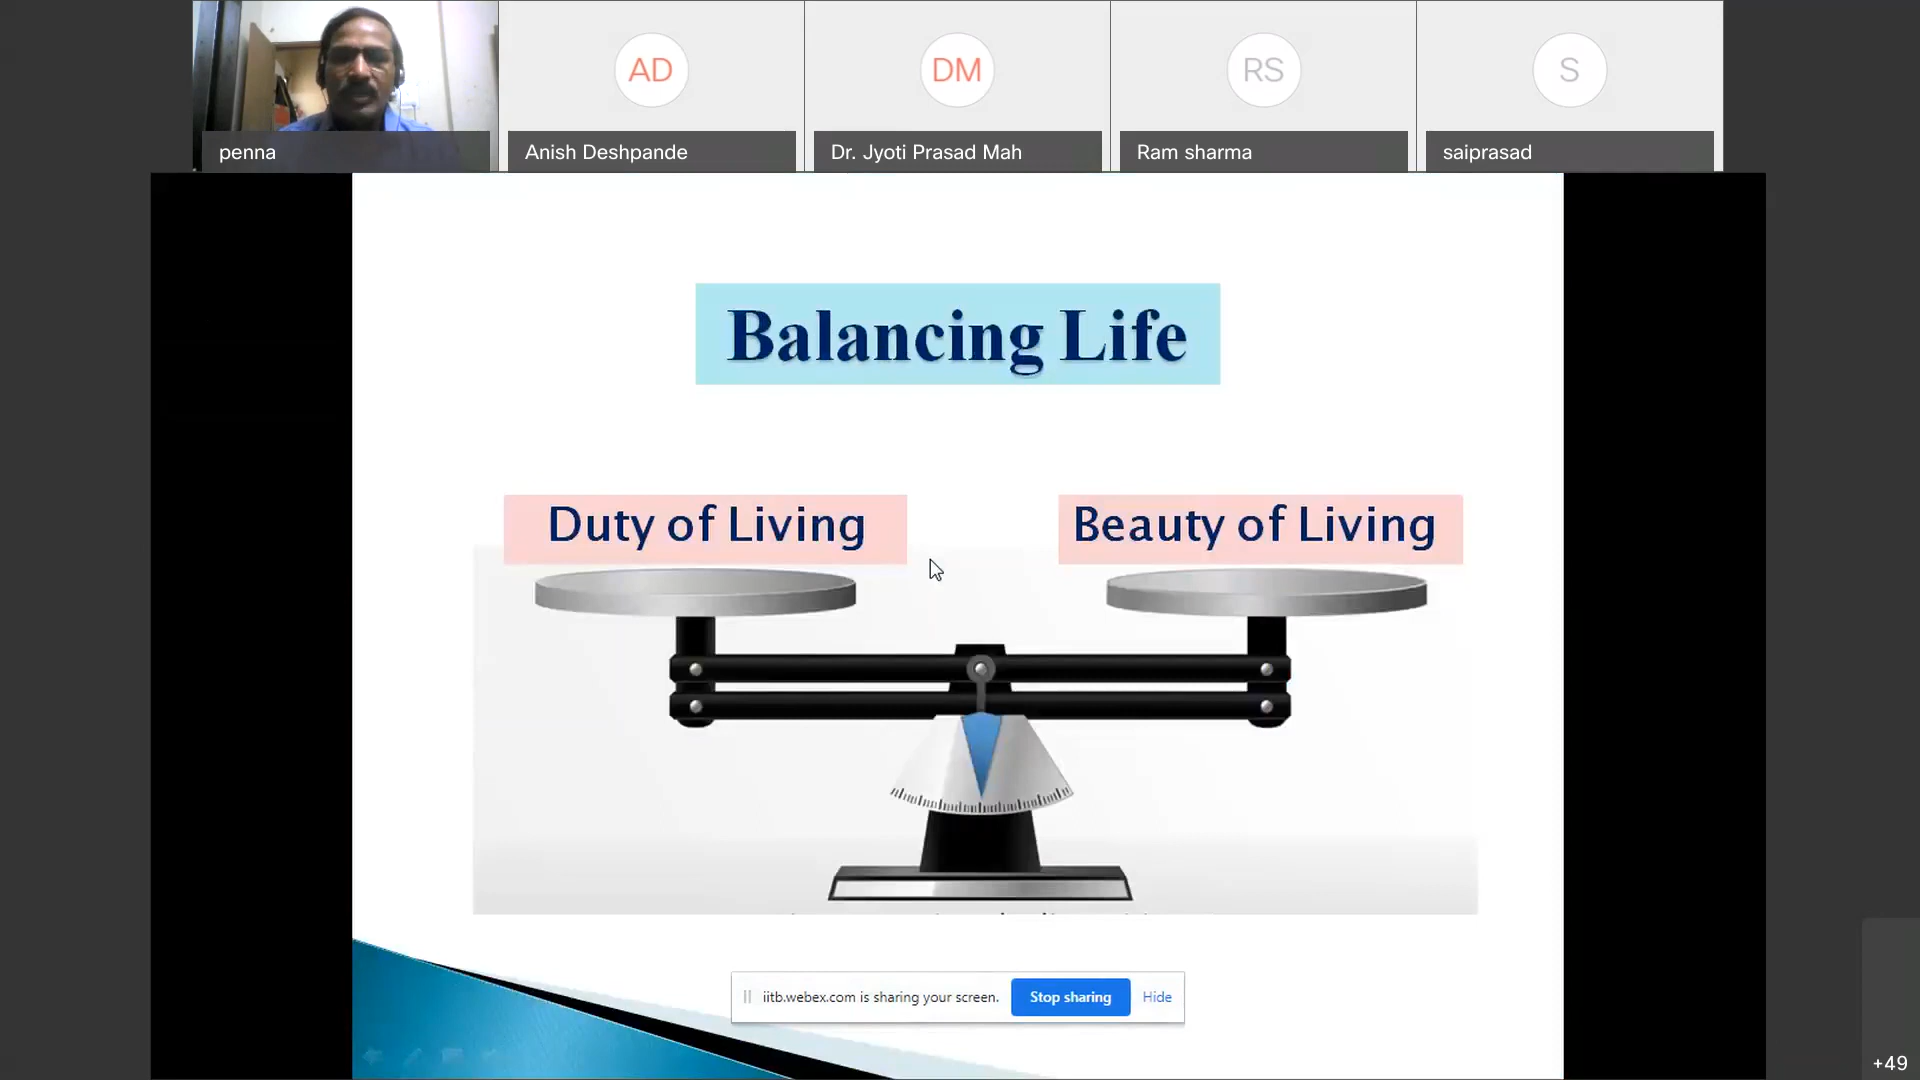 AD
DM
RS
S
penna
Anish Deshpande
Dr. Jyoti Prasad Mah
Ram sharma
saiprasad
Balancing Life
Duty of Living
Beauty of Living
iitb.webex.com is sharing your screen.
Stop sharing
Hide
+49